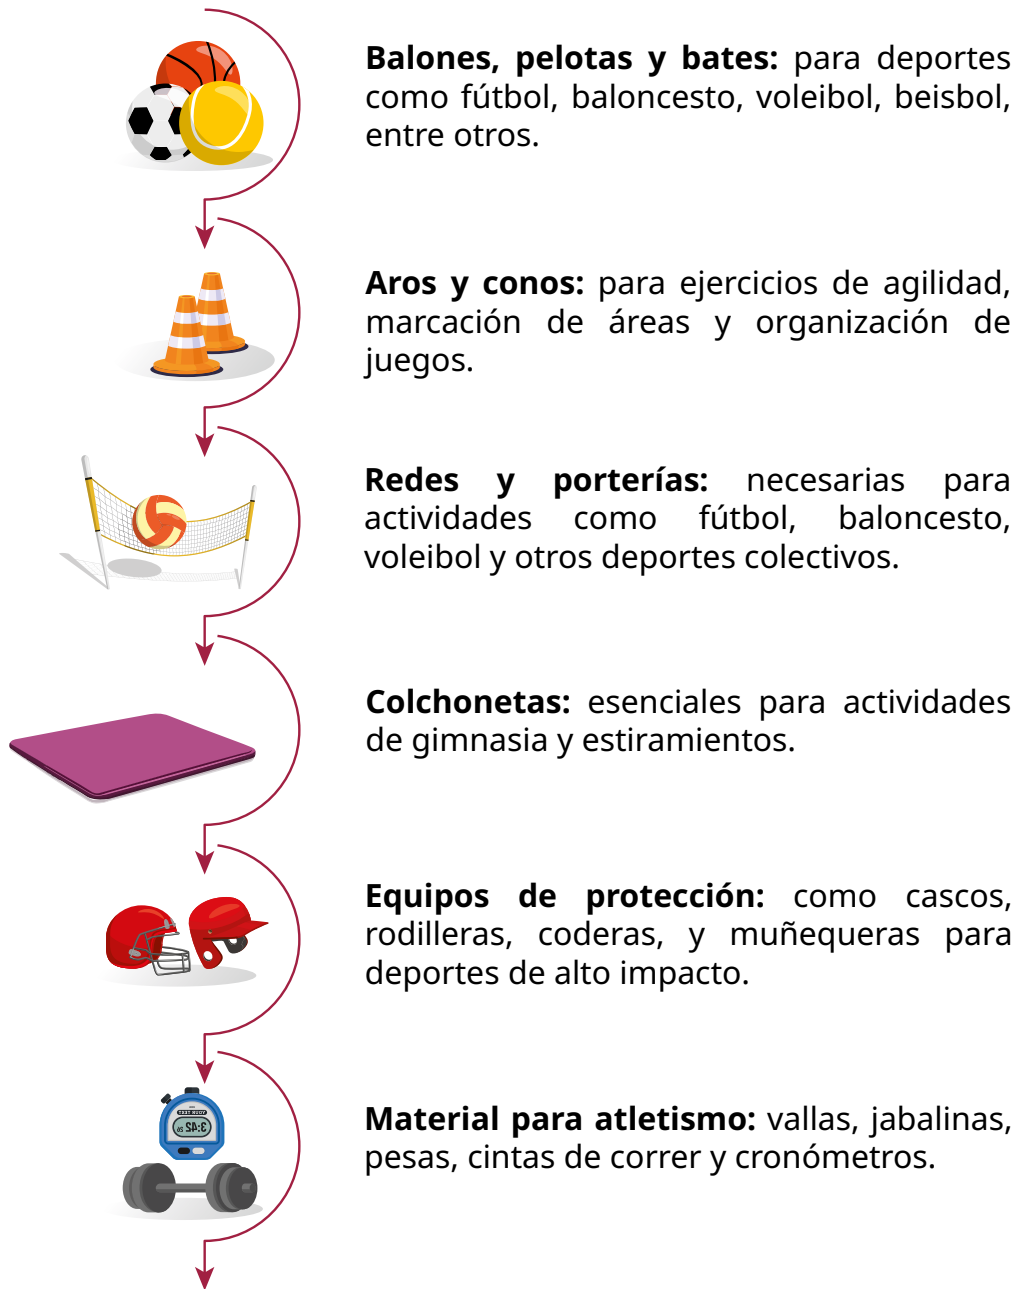 Balones, pelotas y bates: para deportes
como fútbol, baloncesto, voleibol, beisbol,
entre otros.
Aros y conos: para ejercicios de agilidad,
marcación de áreas y organización de
juegos.
Redes y porterías: necesarias para
actividades como fútbol, baloncesto,
voleibol y otros deportes colectivos.
Colchonetas: esenciales para actividades
de gimnasia y estiramientos.
Equipos de protección: como cascos,
rodilleras, coderas, y muñequeras para
deportes de alto impacto.
Material para atletismo: vallas, jabalinas,
pesas, cintas de correr y cronómetros.